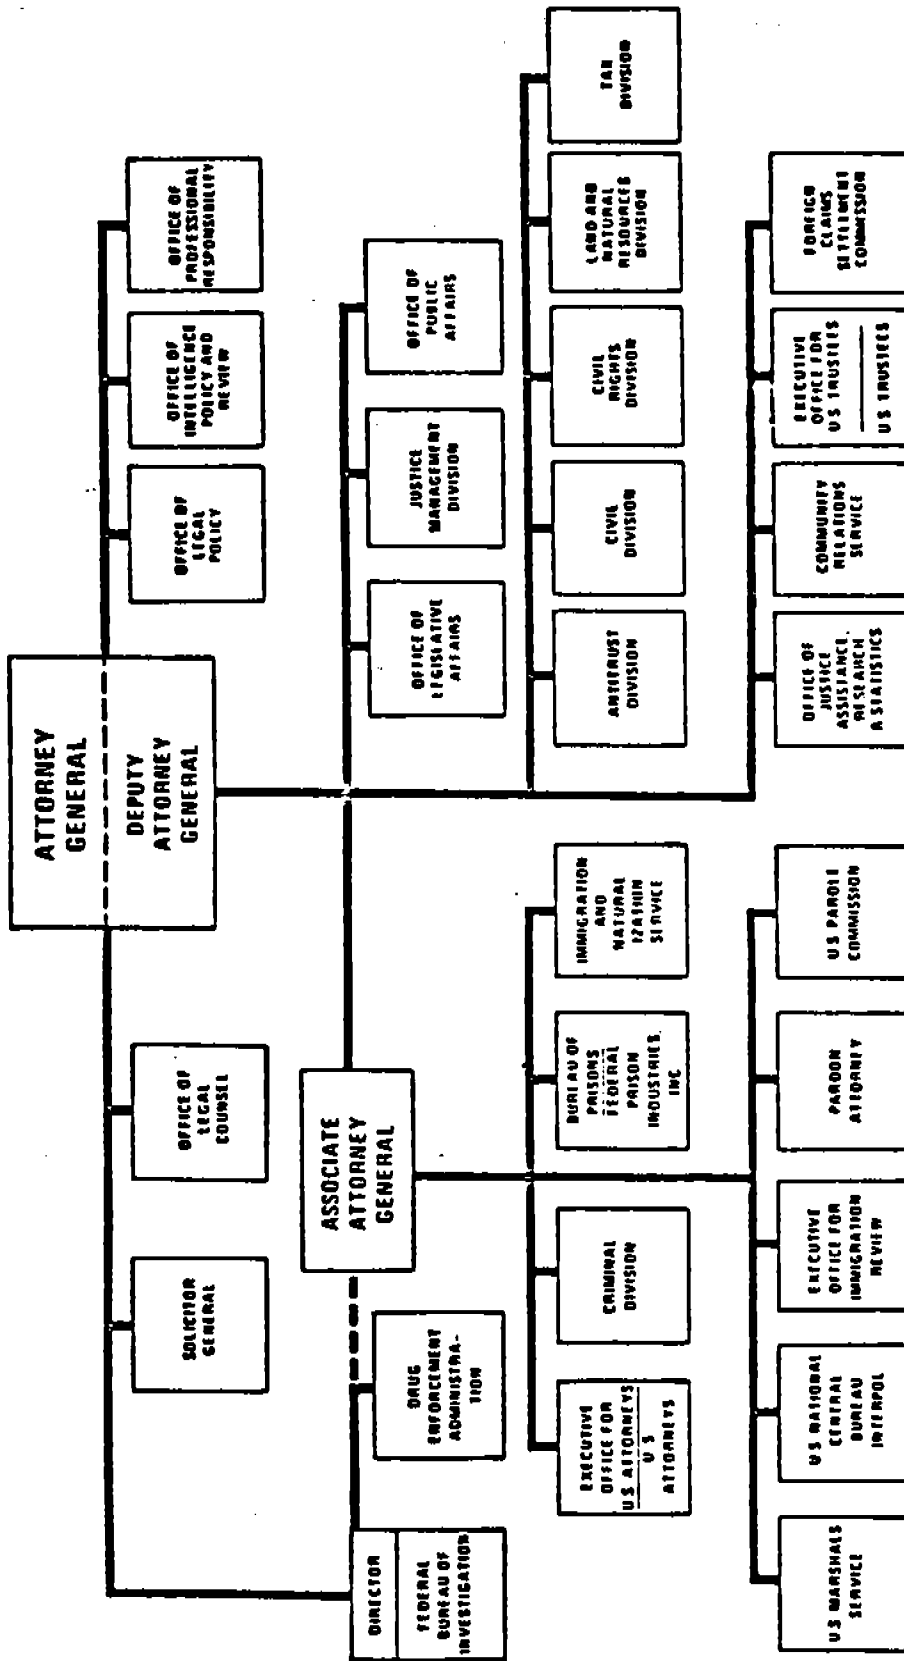 ATTORNEY
GENERAL
DEPUTY
ATTORNEY
GENERAL
SOLICITOR
GENERAL
OFFICE OF
LEGAL
COUNSEL
OFFICE OF
LEGAL
POLICY
OFFICE OF
INTELLIGENCE
POLICY AND
REVIEW
OFFICE OF
PROFESSIONAL
RESPONSIBILITY
DIRECTOR
FEDERAL
BUREAU OF
INVESTIGATION
DRUG
ENFORCEMENT
ADMINISTRA-
TION
ASSOCIATE
ATTORNEY
GENERAL
OFFICE OF
LEGISLATIVE
AFFAIRS
JUSTICE
MANAGEMENT
DIVISION
OFFICE OF
PUBLIC
AFFAIRS
EXECUTIVE
OFFICE FOR
US ATTORNEYS
U S
ATTORNEYS
CRIMINAL
DIVISION
BUREAU OF
PRISONS
FEDERAL
PRISON
INDUSTRIES,
INC
IMMIGRATION
AND
NATURAL
IZATION
SERVICE
ANTITRUST
DIVISION
CIVIL
DIVISION
CIVIL
RIGHTS
DIVISION
LAND AND
NATURAL
RESOURCES
DIVISION
TAX
DIVISION
U S MARSHALS
SERVICE
US NATIONAL
CENTRAL
BUREAU
INTERPOL
EXECUTIVE
OFFICE FOR
IMMIGRATION
REVIEW
PARDON
ATTORNEY
US PAROLE
COMMISSION
OFFICE OF
JUSTICE
ASSISTANCE,
RESEARCH
& STATISTICS
COMMUNITY
RELATIONS
SERVICE
EXECUTIVE
OFFICE FOR
US TRUSTEES
US TRUSTEES
FOREIGN
CLAIMS
SETTLEMENT
COMMISSION